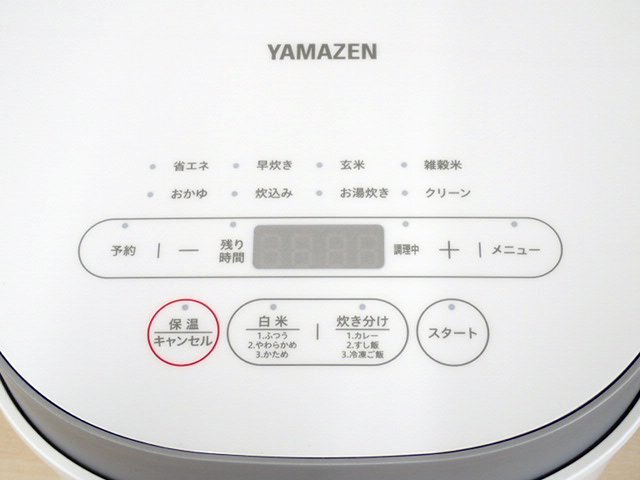 YAMAZEN
省エネ 早炊き 玄米 雑穀米
おかゆ 炊込み お湯炊き クリーン
予約 | － 残り時間 調理中 ＋ | メニュー
保温 白米 | 炊き分け スタート
キャンセル 1.ふつう 1.カレー
2.やわらかめ 2.すし飯
3.かため 3.冷凍ご飯